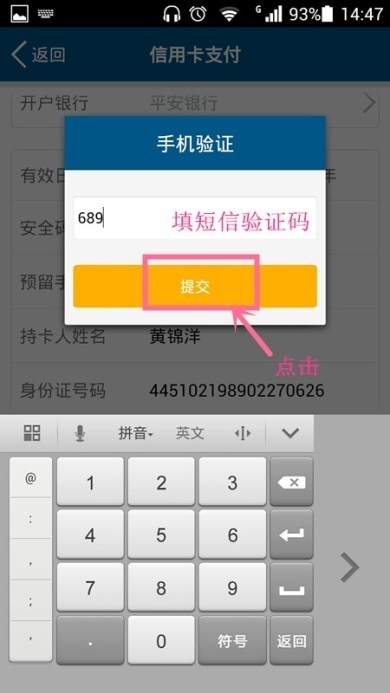 G 93% 14:47
返回 信用卡支付
开户银行 平安银行
手机验证
有效日 年
689 填短信验证码
安全码
提交
预留手
点击
持卡人姓名 黄锦洋
身份证号码 445102198902270626
拼音 英文
@ 1 2 3
: 4 5 6
, 7 8 9
;
' . 0 符号 返回